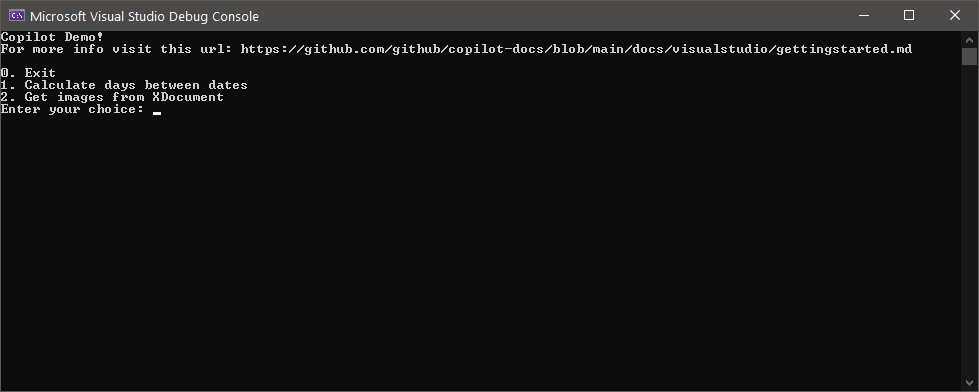 Microsoft Visual Studio Debug Console
Copilot Demo!
For more info visit this url: https://github.com/github/copilot-docs/blob/main/docs/visualstudio/gettingstarted.md
0. Exit
1. Calculate days between dates
2. Get images from XDocument
Enter your choice: